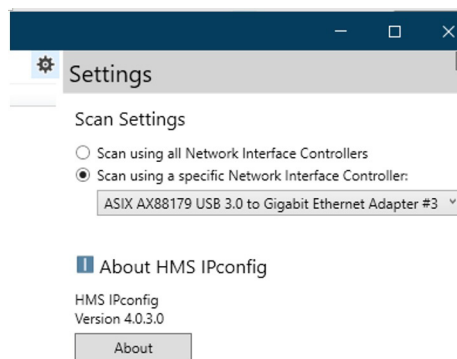 Settings
Scan Settings
Scan using all Network Interface Controllers
Scan using a specific Network Interface Controller:
ASIX AX88179 USB 3.0 to Gigabit Ethernet Adapter #3
About HMS IPconfig
HMS IPconfig
Version 4.0.3.0
About